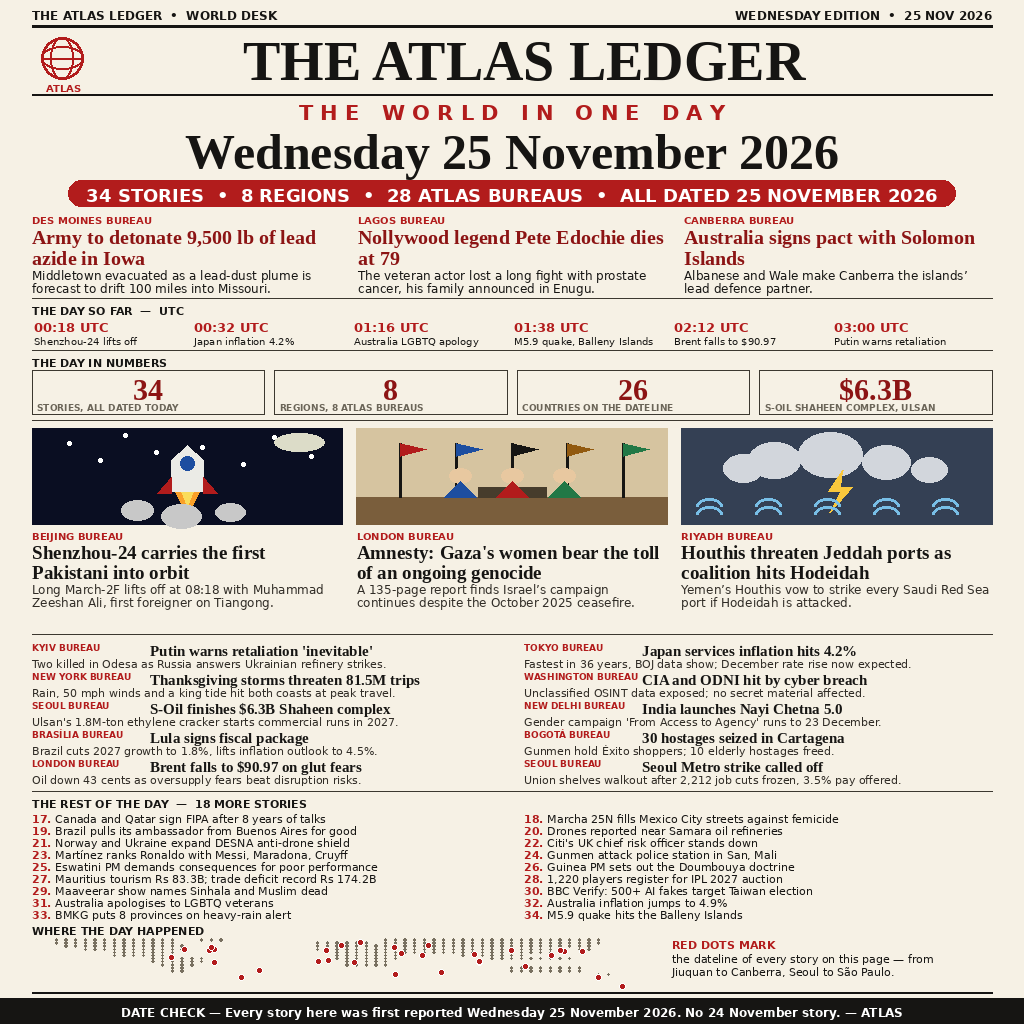 THE ATLAS LEDGER • WORLD DESK
WEDNESDAY EDITION • 25 NOV 2026
ATLAS
THE ATLAS LEDGER
THE WORLD IN ONE DAY
Wednesday 25 November 2026
34 STORIES • 8 REGIONS • 28 ATLAS BUREAUS • ALL DATED 25 NOVEMBER 2026
DES MOINES BUREAU
Army to detonate 9,500 lb of lead
azide in Iowa
Middletown evacuated as a lead-dust plume is
forecast to drift 100 miles into Missouri.
LAGOS BUREAU
Nollywood legend Pete Edochie dies
at 79
The veteran actor lost a long fight with prostate
cancer, his family announced in Enugu.
CANBERRA BUREAU
Australia signs pact with Solomon
Islands
Albanese and Wale make Canberra the islands’
lead defence partner.
THE DAY SO FAR — UTC
00:18 UTC
Shenzhou-24 lifts off
00:32 UTC
Japan inflation 4.2%
01:16 UTC
Australia LGBTQ apology
01:38 UTC
M5.9 quake, Balleny Islands
02:12 UTC
Brent falls to $90.97
03:00 UTC
Putin warns retaliation
THE DAY IN NUMBERS
34
STORIES, ALL DATED TODAY
8
REGIONS, 8 ATLAS BUREAUS
26
COUNTRIES ON THE DATELINE
$6.3B
S-OIL SHAHEEN COMPLEX, ULSAN
BEIJING BUREAU
Shenzhou-24 carries the first
Pakistani into orbit
Long March-2F lifts off at 08:18 with Muhammad
Zeeshan Ali, first foreigner on Tiangong.
LONDON BUREAU
Amnesty: Gaza's women bear the toll
of an ongoing genocide
A 135-page report finds Israel’s campaign
continues despite the October 2025 ceasefire.
RIYADH BUREAU
Houthis threaten Jeddah ports as
coalition hits Hodeidah
Yemen’s Houthis vow to strike every Saudi Red Sea
port if Hodeidah is attacked.
KYIV BUREAU Putin warns retaliation 'inevitable'
Two killed in Odesa as Russia answers Ukrainian refinery strikes.
NEW YORK BUREAU Thanksgiving storms threaten 81.5M trips
Rain, 50 mph winds and a king tide hit both coasts at peak travel.
SEOUL BUREAU S-Oil finishes $6.3B Shaheen complex
Ulsan's 1.8M-ton ethylene cracker starts commercial runs in 2027.
BRASÍLIA BUREAU Lula signs fiscal package
Brazil cuts 2027 growth to 1.8%, lifts inflation outlook to 4.5%.
LONDON BUREAU Brent falls to $90.97 on glut fears
Oil down 43 cents as oversupply fears beat disruption risks.
TOKYO BUREAU Japan services inflation hits 4.2%
Fastest in 36 years, BOJ data show; December rate rise now expected.
WASHINGTON BUREAU CIA and ODNI hit by cyber breach
Unclassified OSINT data exposed; no secret material affected.
NEW DELHI BUREAU India launches Nayi Chetna 5.0
Gender campaign 'From Access to Agency' runs to 23 December.
BOGOTÁ BUREAU 30 hostages seized in Cartagena
Gunmen hold Éxito shoppers; 10 elderly hostages freed.
SEOUL BUREAU Seoul Metro strike called off
Union shelves walkout after 2,212 job cuts frozen, 3.5% pay offered.
THE REST OF THE DAY — 18 MORE STORIES
17. Canada and Qatar sign FIPA after 8 years of talks
18. Marcha 25N fills Mexico City streets against femicide
19. Brazil pulls its ambassador from Buenos Aires for good
20. Drones reported near Samara oil refineries
21. Norway and Ukraine expand DESNA anti-drone shield
22. Citi's UK chief risk officer stands down
23. Martínez ranks Ronaldo with Messi, Maradona, Cruyff
24. Gunmen attack police station in San, Mali
25. Eswatini PM demands consequences for poor performance
26. Guinea PM sets out the Doumbouya doctrine
27. Mauritius tourism Rs 83.3B; trade deficit record Rs 174.2B
28. 1,220 players register for IPL 2027 auction
29. Maaveerar show names Sinhala and Muslim dead
30. BBC Verify: 500+ AI fakes target Taiwan election
31. Australia apologises to LGBTQ veterans
32. Australia inflation jumps to 4.9%
33. BMKG puts 8 provinces on heavy-rain alert
34. M5.9 quake hits the Balleny Islands
WHERE THE DAY HAPPENED
RED DOTS MARK
the dateline of every story on this page — from
Jiuquan to Canberra, Seoul to São Paulo.
DATE CHECK — Every story here was first reported Wednesday 25 November 2026. No 24 November story. — ATLAS